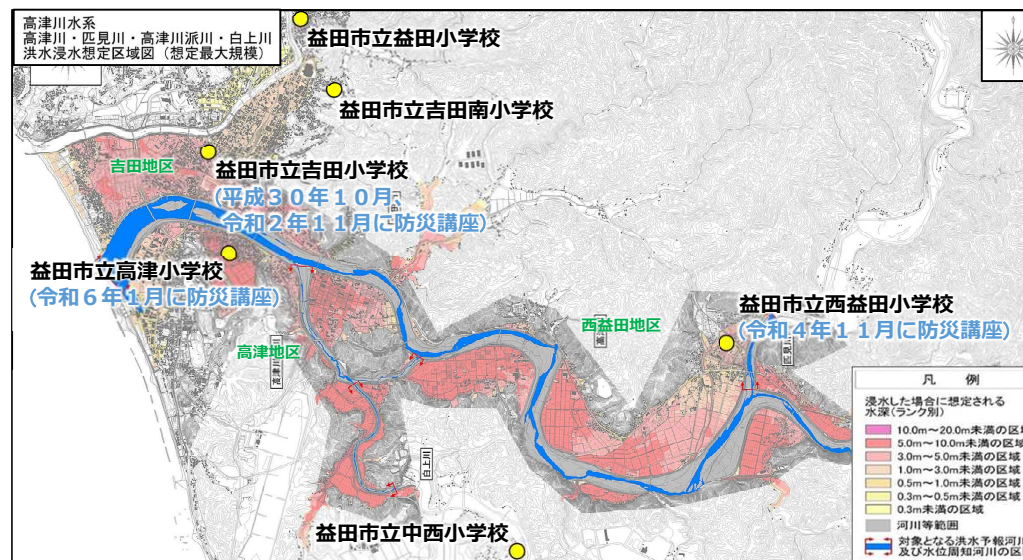 高津川水系
高津川・匹見川・高津川派川・白上川
洪水浸水想定区域図（想定最大規模）
益田市立益田小学校
益田市立吉田南小学校
吉田地区
益田市立吉田小学校
(平成３０年１０月、
令和２年１１月に防災講座)
益田市立高津小学校
(令和６年１月に防災講座)
高津地区
西益田地区
益田市立西益田小学校
(令和４年１１月に防災講座)
匹見川
白上川
益田市立中西小学校
凡 例
浸水した場合に想定される
水深(ランク別)
10.0m～20.0m未満の区域
5.0m～10.0m未満の区域
3.0m～5.0m未満の区域
1.0m～3.0m未満の区域
0.5m～1.0m未満の区域
0.3m～0.5m未満の区域
0.3m未満の区域
河川等範囲
対象となる洪水予報河川
及び水位周知河川の区